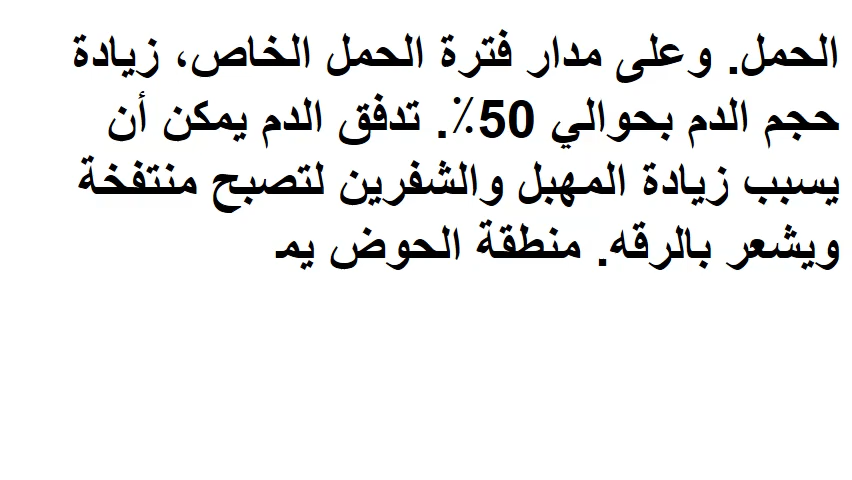 الحمل. وعلى مدار فترة الحمل الخاص، زيادة
حجم الدم بحوالي 50٪. تدفق الدم يمكن أن
يسبب زيادة المهبل والشفرين لتصبح منتفخة
ويشعر بالرقه. منطقة الحوض يمـ